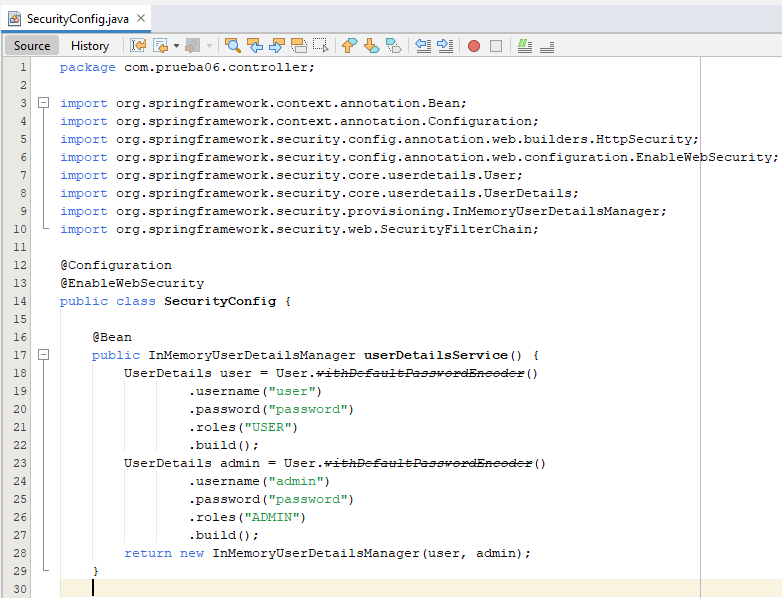 SecurityConfig.java
Source History
1 package com.prueba06.controller;
2
3 import org.springframework.context.annotation.Bean;
4 import org.springframework.context.annotation.Configuration;
5 import org.springframework.security.config.annotation.web.builders.HttpSecurity;
6 import org.springframework.security.config.annotation.web.configuration.EnableWebSecurity;
7 import org.springframework.security.core.userdetails.User;
8 import org.springframework.security.core.userdetails.UserDetails;
9 import org.springframework.security.provisioning.InMemoryUserDetailsManager;
10 import org.springframework.security.web.SecurityFilterChain;
11
12 @Configuration
13 @EnableWebSecurity
14 public class SecurityConfig {
15
16 @Bean
17 public InMemoryUserDetailsManager userDetailsService() {
18 UserDetails user = User.withDefaultPasswordEncoder()
19 .username("user")
20 .password("password")
21 .roles("USER")
22 .build();
23 UserDetails admin = User.withDefaultPasswordEncoder()
24 .username("admin")
25 .password("password")
26 .roles("ADMIN")
27 .build();
28 return new InMemoryUserDetailsManager(user, admin);
29 }
30